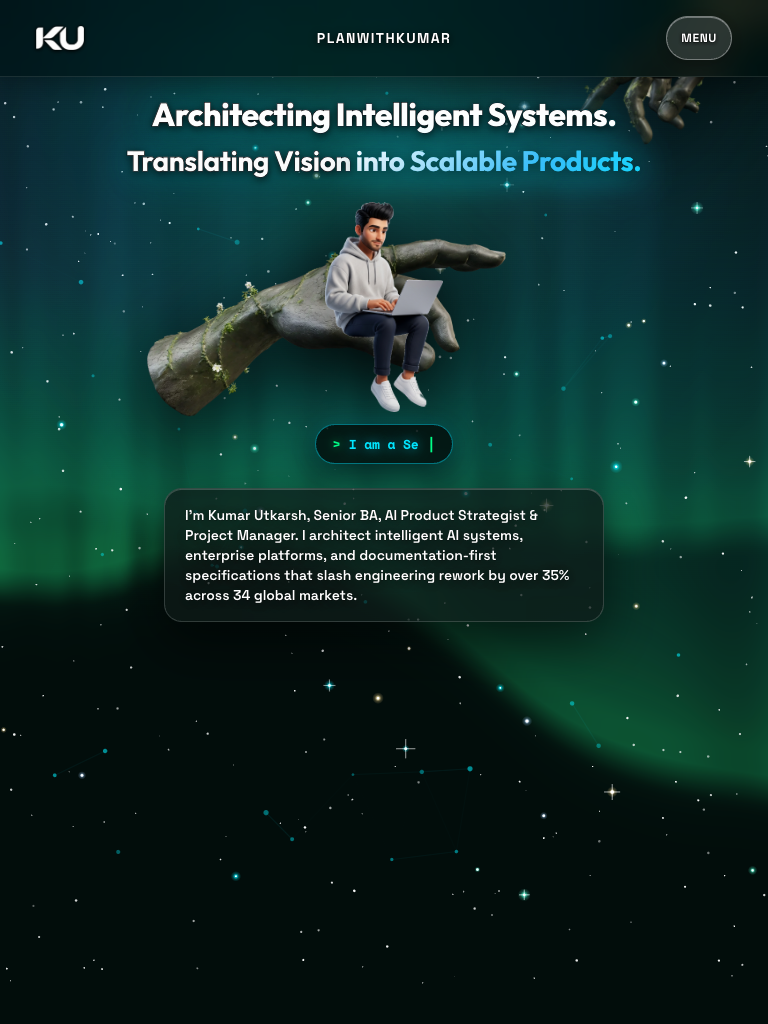 KU
PLANWITHKUMAR
MENU
Architecting Intelligent Systems.
Translating Vision into Scalable Products.
> I am a Se |
I'm Kumar Utkarsh, Senior BA, AI Product Strategist &
Project Manager. I architect intelligent AI systems,
enterprise platforms, and documentation-first
specifications that slash engineering rework by over 35%
across 34 global markets.